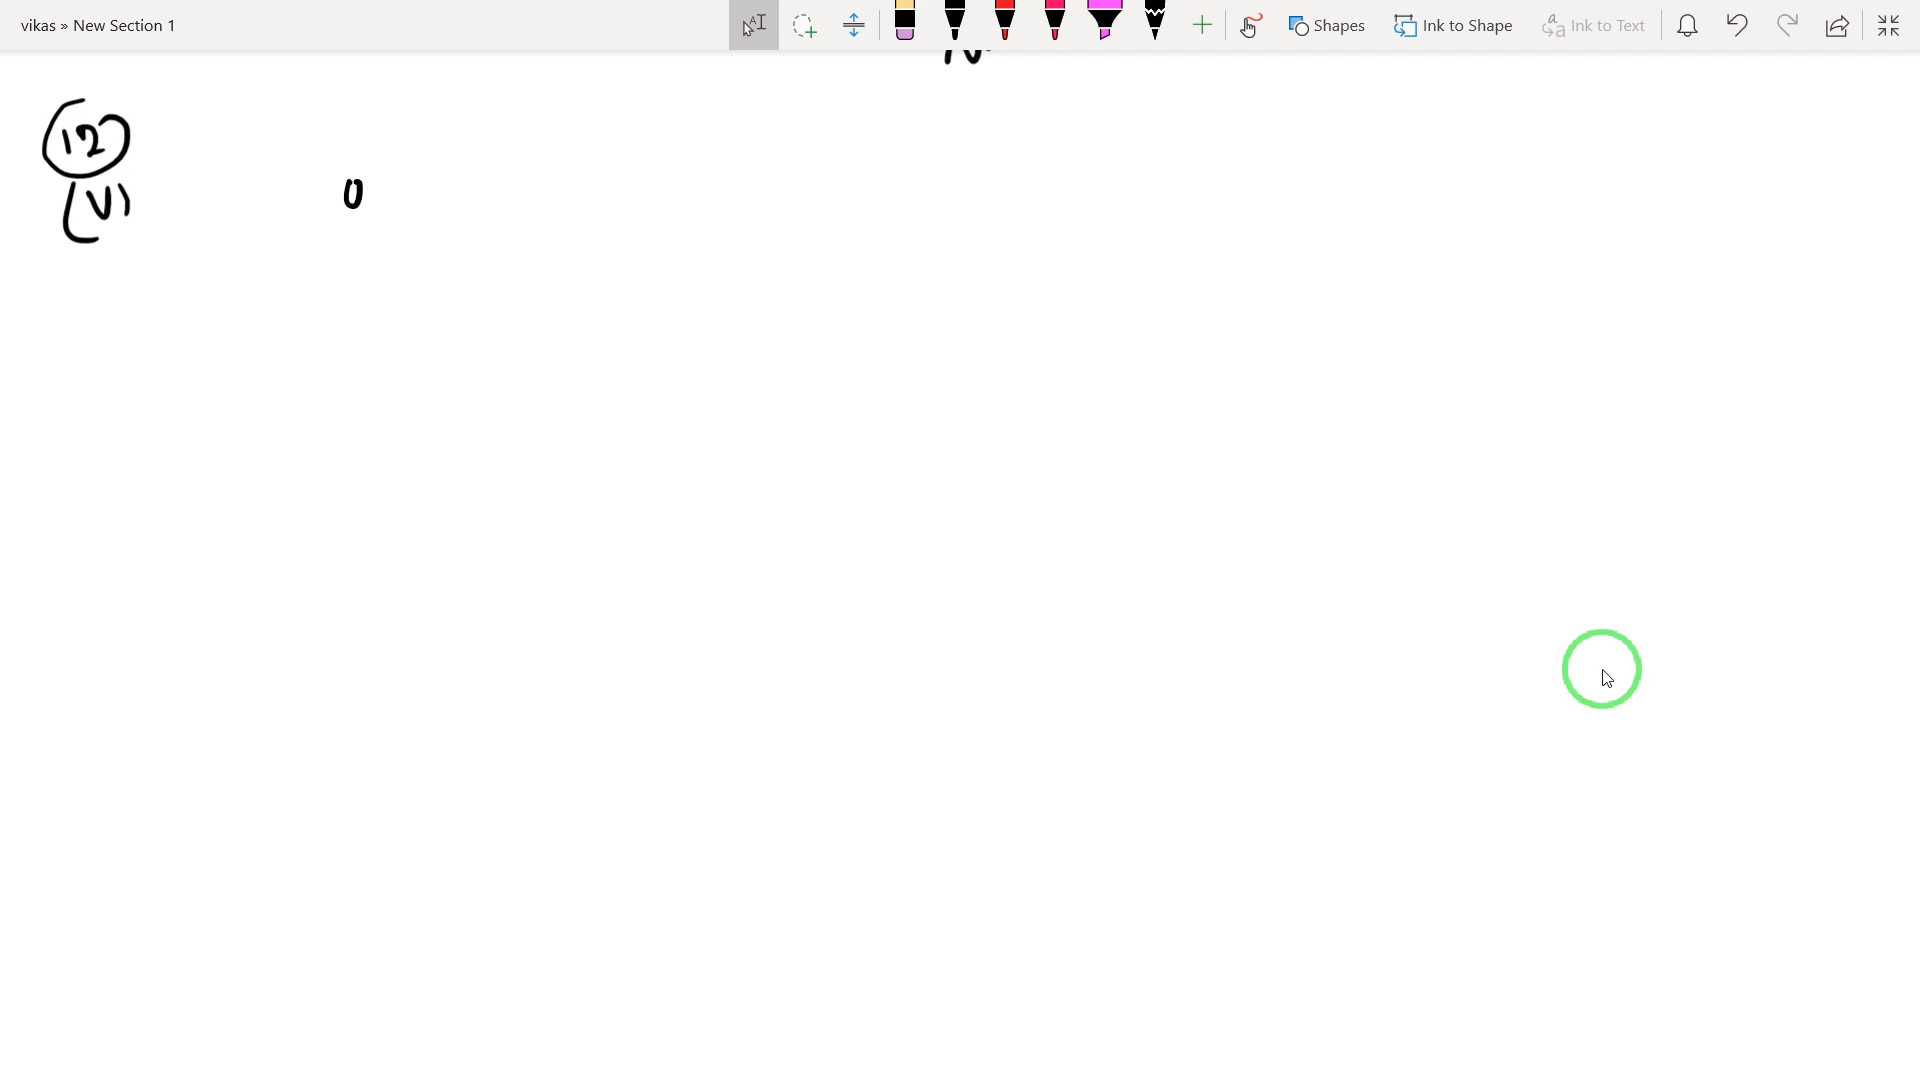 vikas » New Section 1
Shapes
Ink to Shape
Ink to Text
12
(V)
0